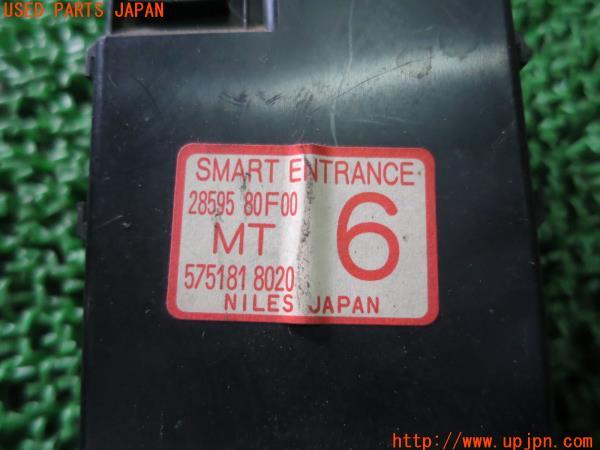 USED PARTS JAPAN
SMART ENTRANCE
28595 80F00
MT 6
575181 8020
NILES JAPAN
http://www.upjpn.com/